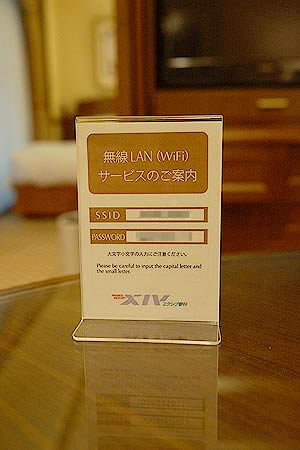 無線LAN (WiFi)
サービスのご案内
SSID
PASSWORD
大文字小文字の入力にご注意ください。
Please be careful to input the capital letter and
the small letter.
XIV